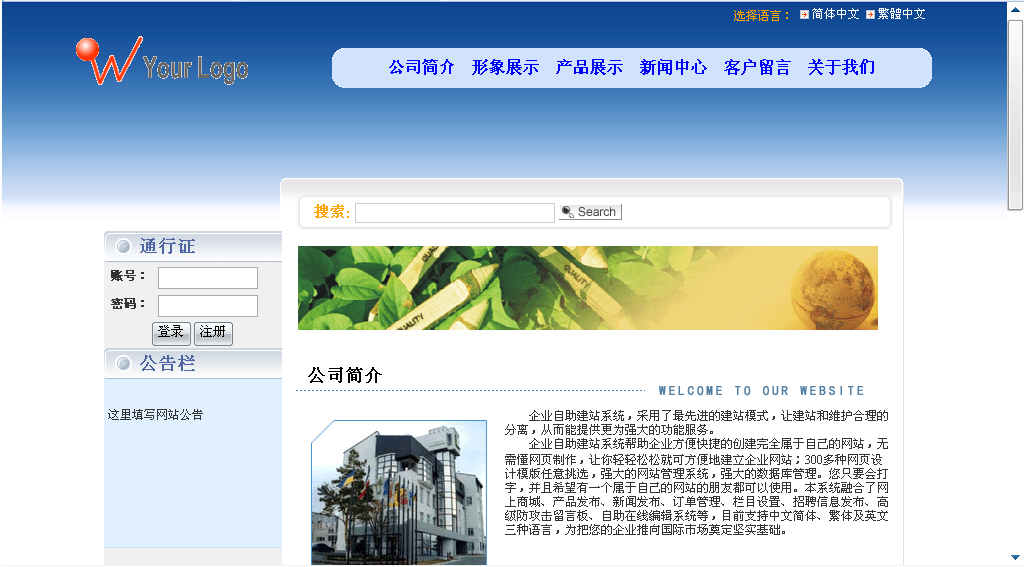 选择语言： 简体中文 繁體中文
Your Logo
公司简介 形象展示 产品展示 新闻中心 客户留言 关于我们
搜索: Search
通行证
账号：
密码：
登录 注册
公告栏
这里填写网站公告
QUALITY
QUALITY
QUALITY
公司简介
WELCOME TO OUR WEBSITE
企业自助建站系统，采用了最先进的建站模式，让建站和维护合理的
分离，从而能提供更为强大的功能服务。
企业自助建站系统帮助企业方便快捷的创建完全属于自己的网站，无
需懂网页制作，让你轻轻松松就可方便地建立企业网站；300多种网页设
计模版任意挑选，强大的网站管理系统，强大的数据库管理。您只要会打
字，并且希望有一个属于自己的网站的朋友都可以使用。本系统融合了网
上商城、产品发布、新闻发布、订单管理、栏目设置、招聘信息发布、高
级防攻击留言板、自助在线编辑系统等，目前支持中文简体、繁体及英文
三种语言，为把您的企业推向国际市场奠定坚实基础。